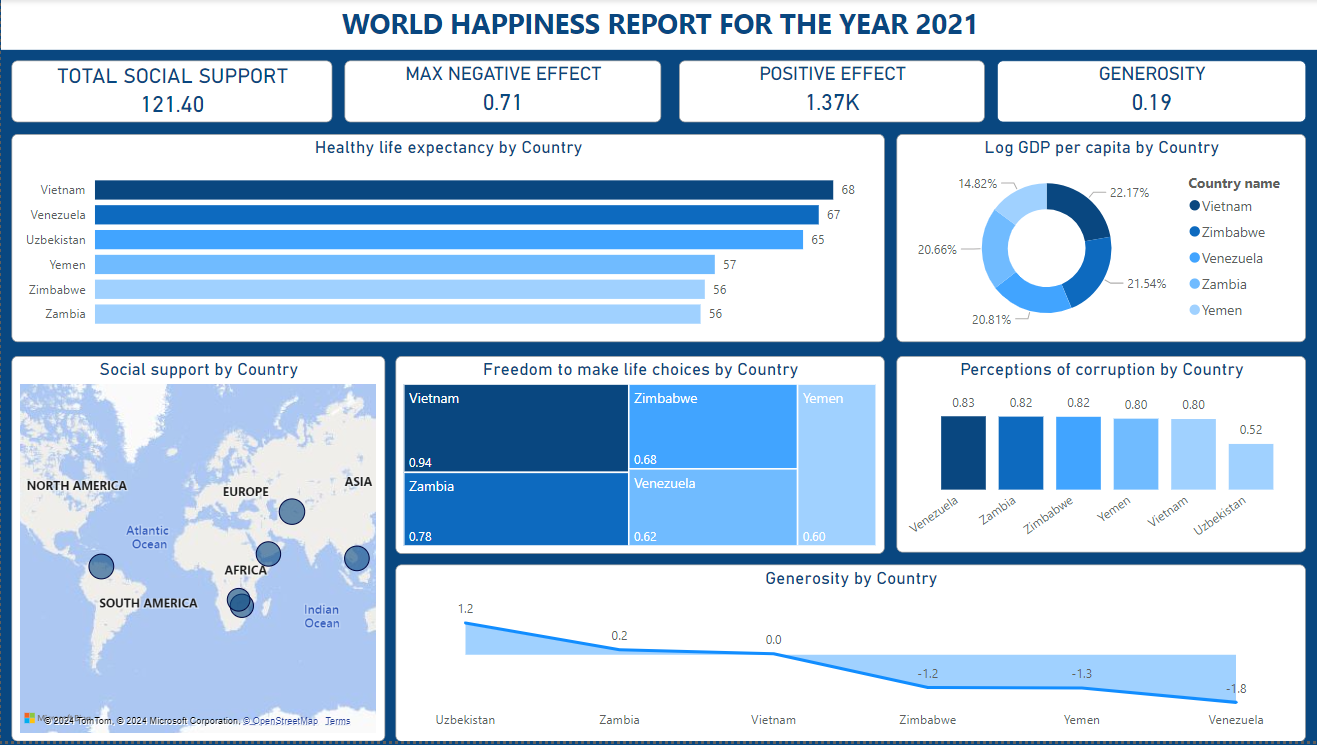 WORLD HAPPINESS REPORT FOR THE YEAR 2021
TOTAL SOCIAL SUPPORT
121.40
MAX NEGATIVE EFFECT
0.71
POSITIVE EFFECT
1.37K
GENEROSITY
0.19
Healthy life expectancy by Country
Vietnam 68
Venezuela 67
Uzbekistan 65
Yemen 57
Zimbabwe 56
Zambia 56
Log GDP per capita by Country
14.82%
22.17%
20.66%
21.54%
20.81%
Country name
Vietnam
Zimbabwe
Venezuela
Zambia
Yemen
Social support by Country
NORTH AMERICA
EUROPE
ASIA
Atlantic
Ocean
AFRICA
SOUTH AMERICA
Indian
Ocean
© 2024 TomTom, © 2024 Microsoft Corporation, © OpenStreetMap Terms
Freedom to make life choices by Country
Vietnam
0.94
Zambia
0.78
Zimbabwe
0.68
Venezuela
0.62
Yemen
0.60
Perceptions of corruption by Country
0.83 0.82 0.82 0.80 0.80 0.52
Venezuela Zambia Zimbabwe Yemen Vietnam Uzbekistan
Generosity by Country
1.2 0.2 0.0 -1.2 -1.3 -1.8
Uzbekistan Zambia Vietnam Zimbabwe Yemen Venezuela